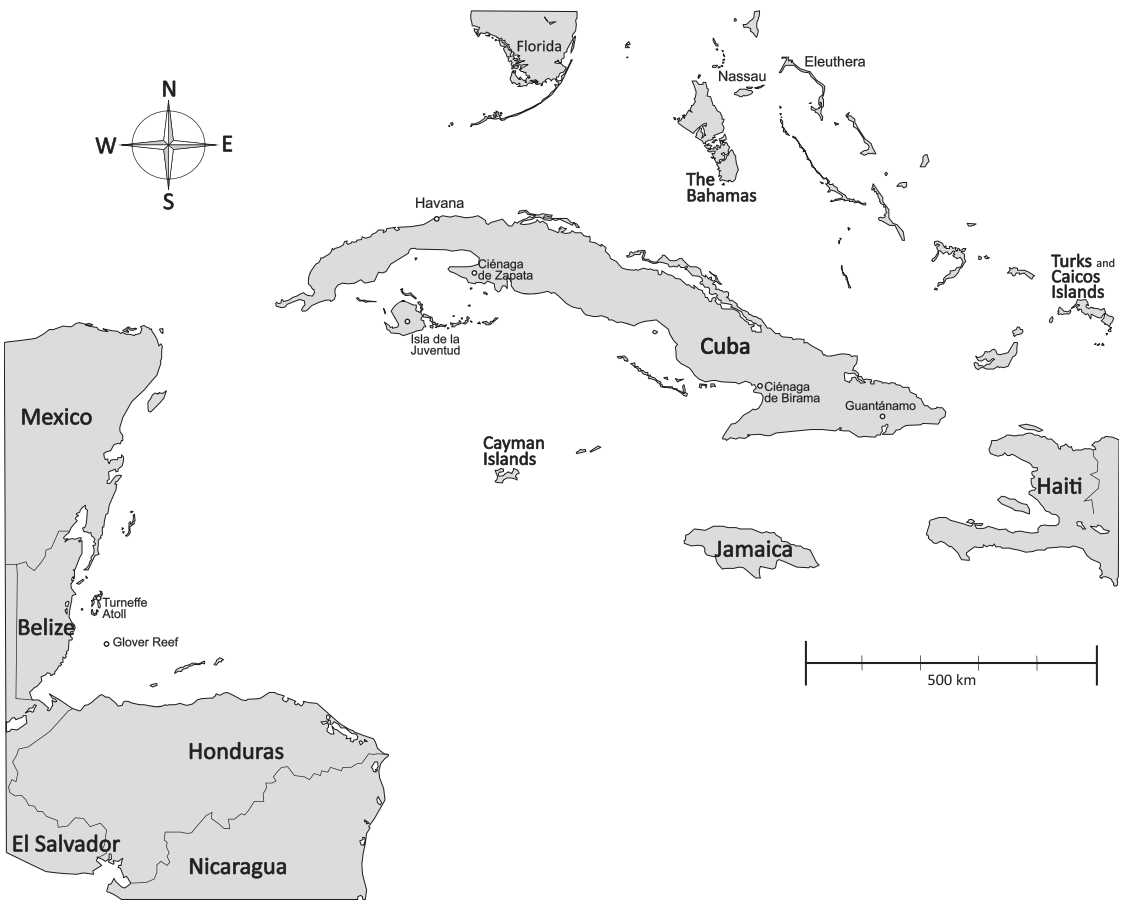 Florida
Eleuthera
Nassau
N
W
E
S
The
Bahamas
Havana
Ciénaga
de Zapata
Turks and
Caicos
Islands
Isla de la
Juventud
Cuba
Ciénaga
de Birama
Guantánamo
Mexico
Cayman
Islands
Haiti
Jamaica
Turneffe
Atoll
Belize
Glover Reef
500 km
Honduras
El Salvador
Nicaragua